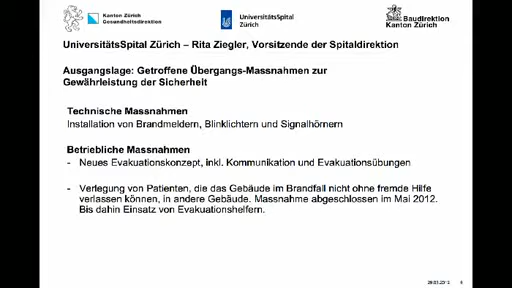 Kanton Zürich
Gesundheitsdirektion
UniversitätsSpital
Zürich
Baudirektion
Kanton Zürich
UniversitätsSpital Zürich – Rita Ziegler, Vorsitzende der Spitaldirektion
Ausgangslage: Getroffene Übergangs-Massnahmen zur
Gewährleistung der Sicherheit
Technische Massnahmen
Installation von Brandmeldern, Blinklichtern und Signalhörnern
Betriebliche Massnahmen
- Neues Evakuationskonzept, inkl. Kommunikation und Evakuationsübungen
- Verlegung von Patienten, die das Gebäude im Brandfall nicht ohne fremde Hilfe
verlassen können, in andere Gebäude. Massnahme abgeschlossen im Mai 2012.
Bis dahin Einsatz von Evakuationshelfern.